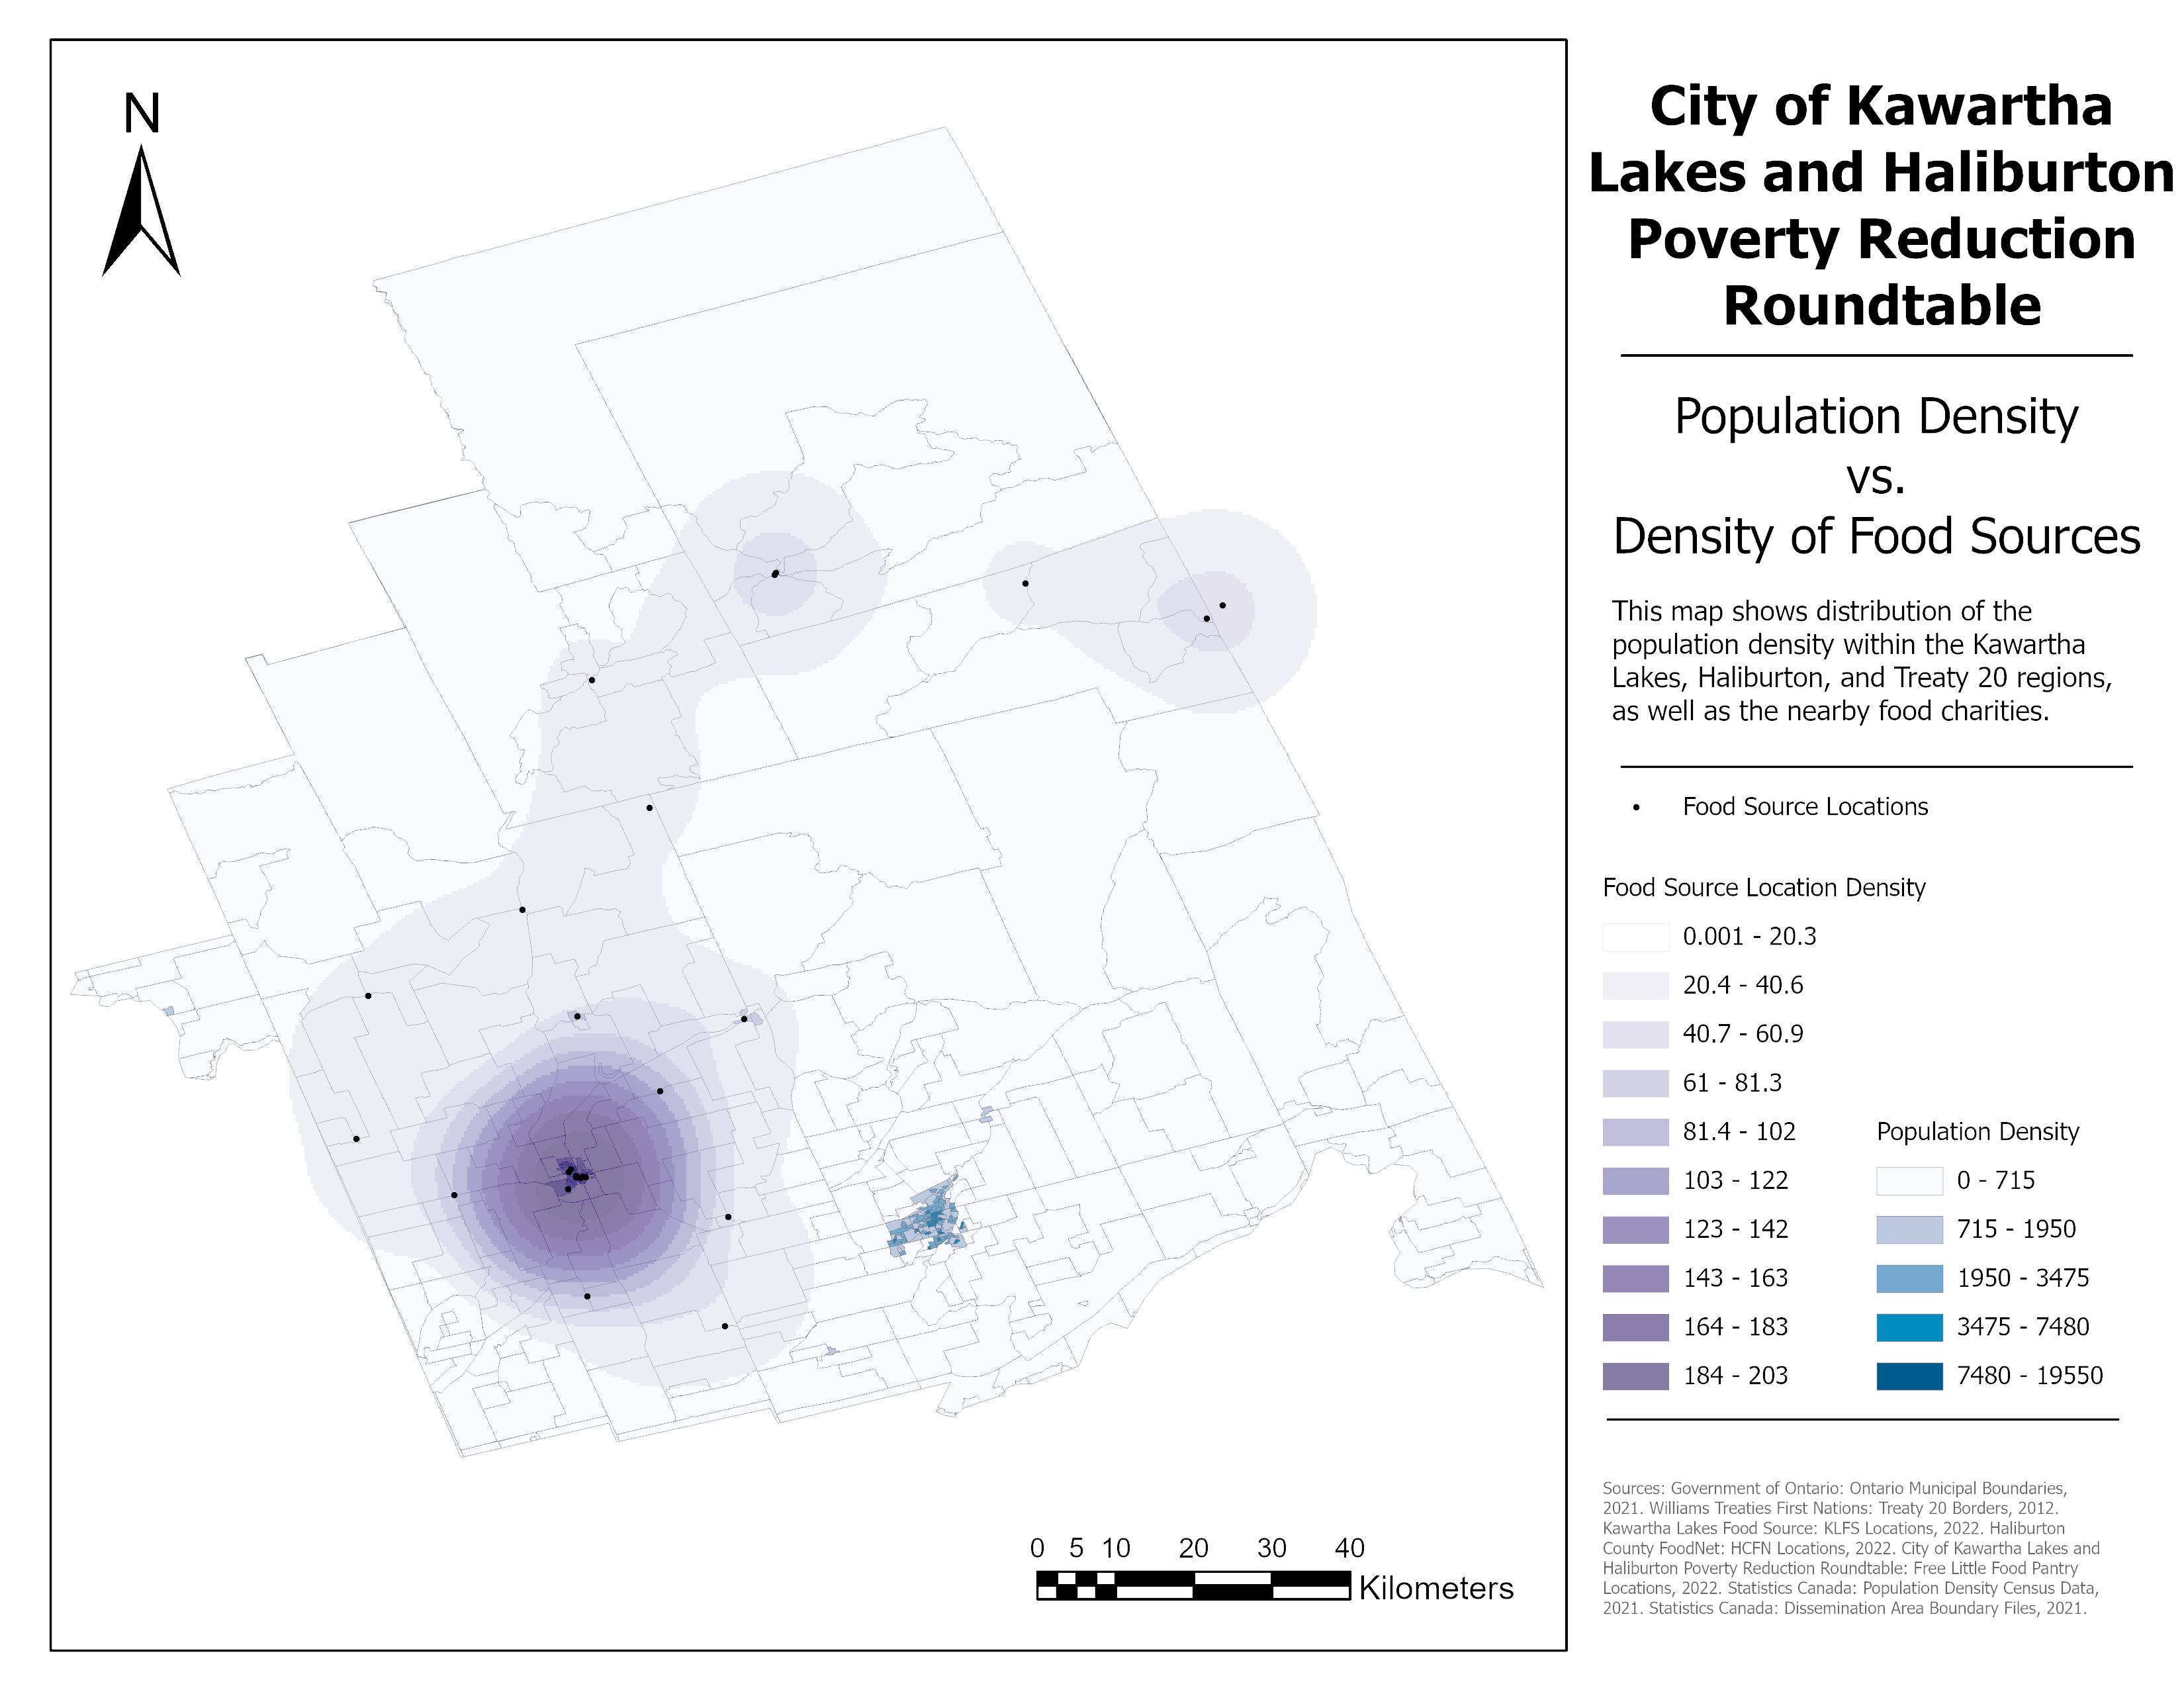 N
City of Kawartha
Lakes and Haliburton
Poverty Reduction
Roundtable
Population Density
vs.
Density of Food Sources
This map shows distribution of the
population density within the Kawartha
Lakes, Haliburton, and Treaty 20 regions,
as well as the nearby food charities.
Food Source Locations
Food Source Location Density
0.001 - 20.3
20.4 - 40.6
40.7 - 60.9
61 - 81.3
81.4 - 102
103 - 122
123 - 142
143 - 163
164 - 183
184 - 203
Population Density
0 - 715
715 - 1950
1950 - 3475
3475 - 7480
7480 - 19550
0 5 10 20 30 40
Kilometers
Sources: Government of Ontario: Ontario Municipal Boundaries,
2021. Williams Treaties First Nations: Treaty 20 Borders, 2012.
Kawartha Lakes Food Source: KLFS Locations, 2022. Haliburton
County FoodNet: HCFN Locations, 2022. City of Kawartha Lakes and
Haliburton Poverty Reduction Roundtable: Free Little Food Pantry
Locations, 2022. Statistics Canada: Population Density Census Data,
2021. Statistics Canada: Dissemination Area Boundary Files, 2021.